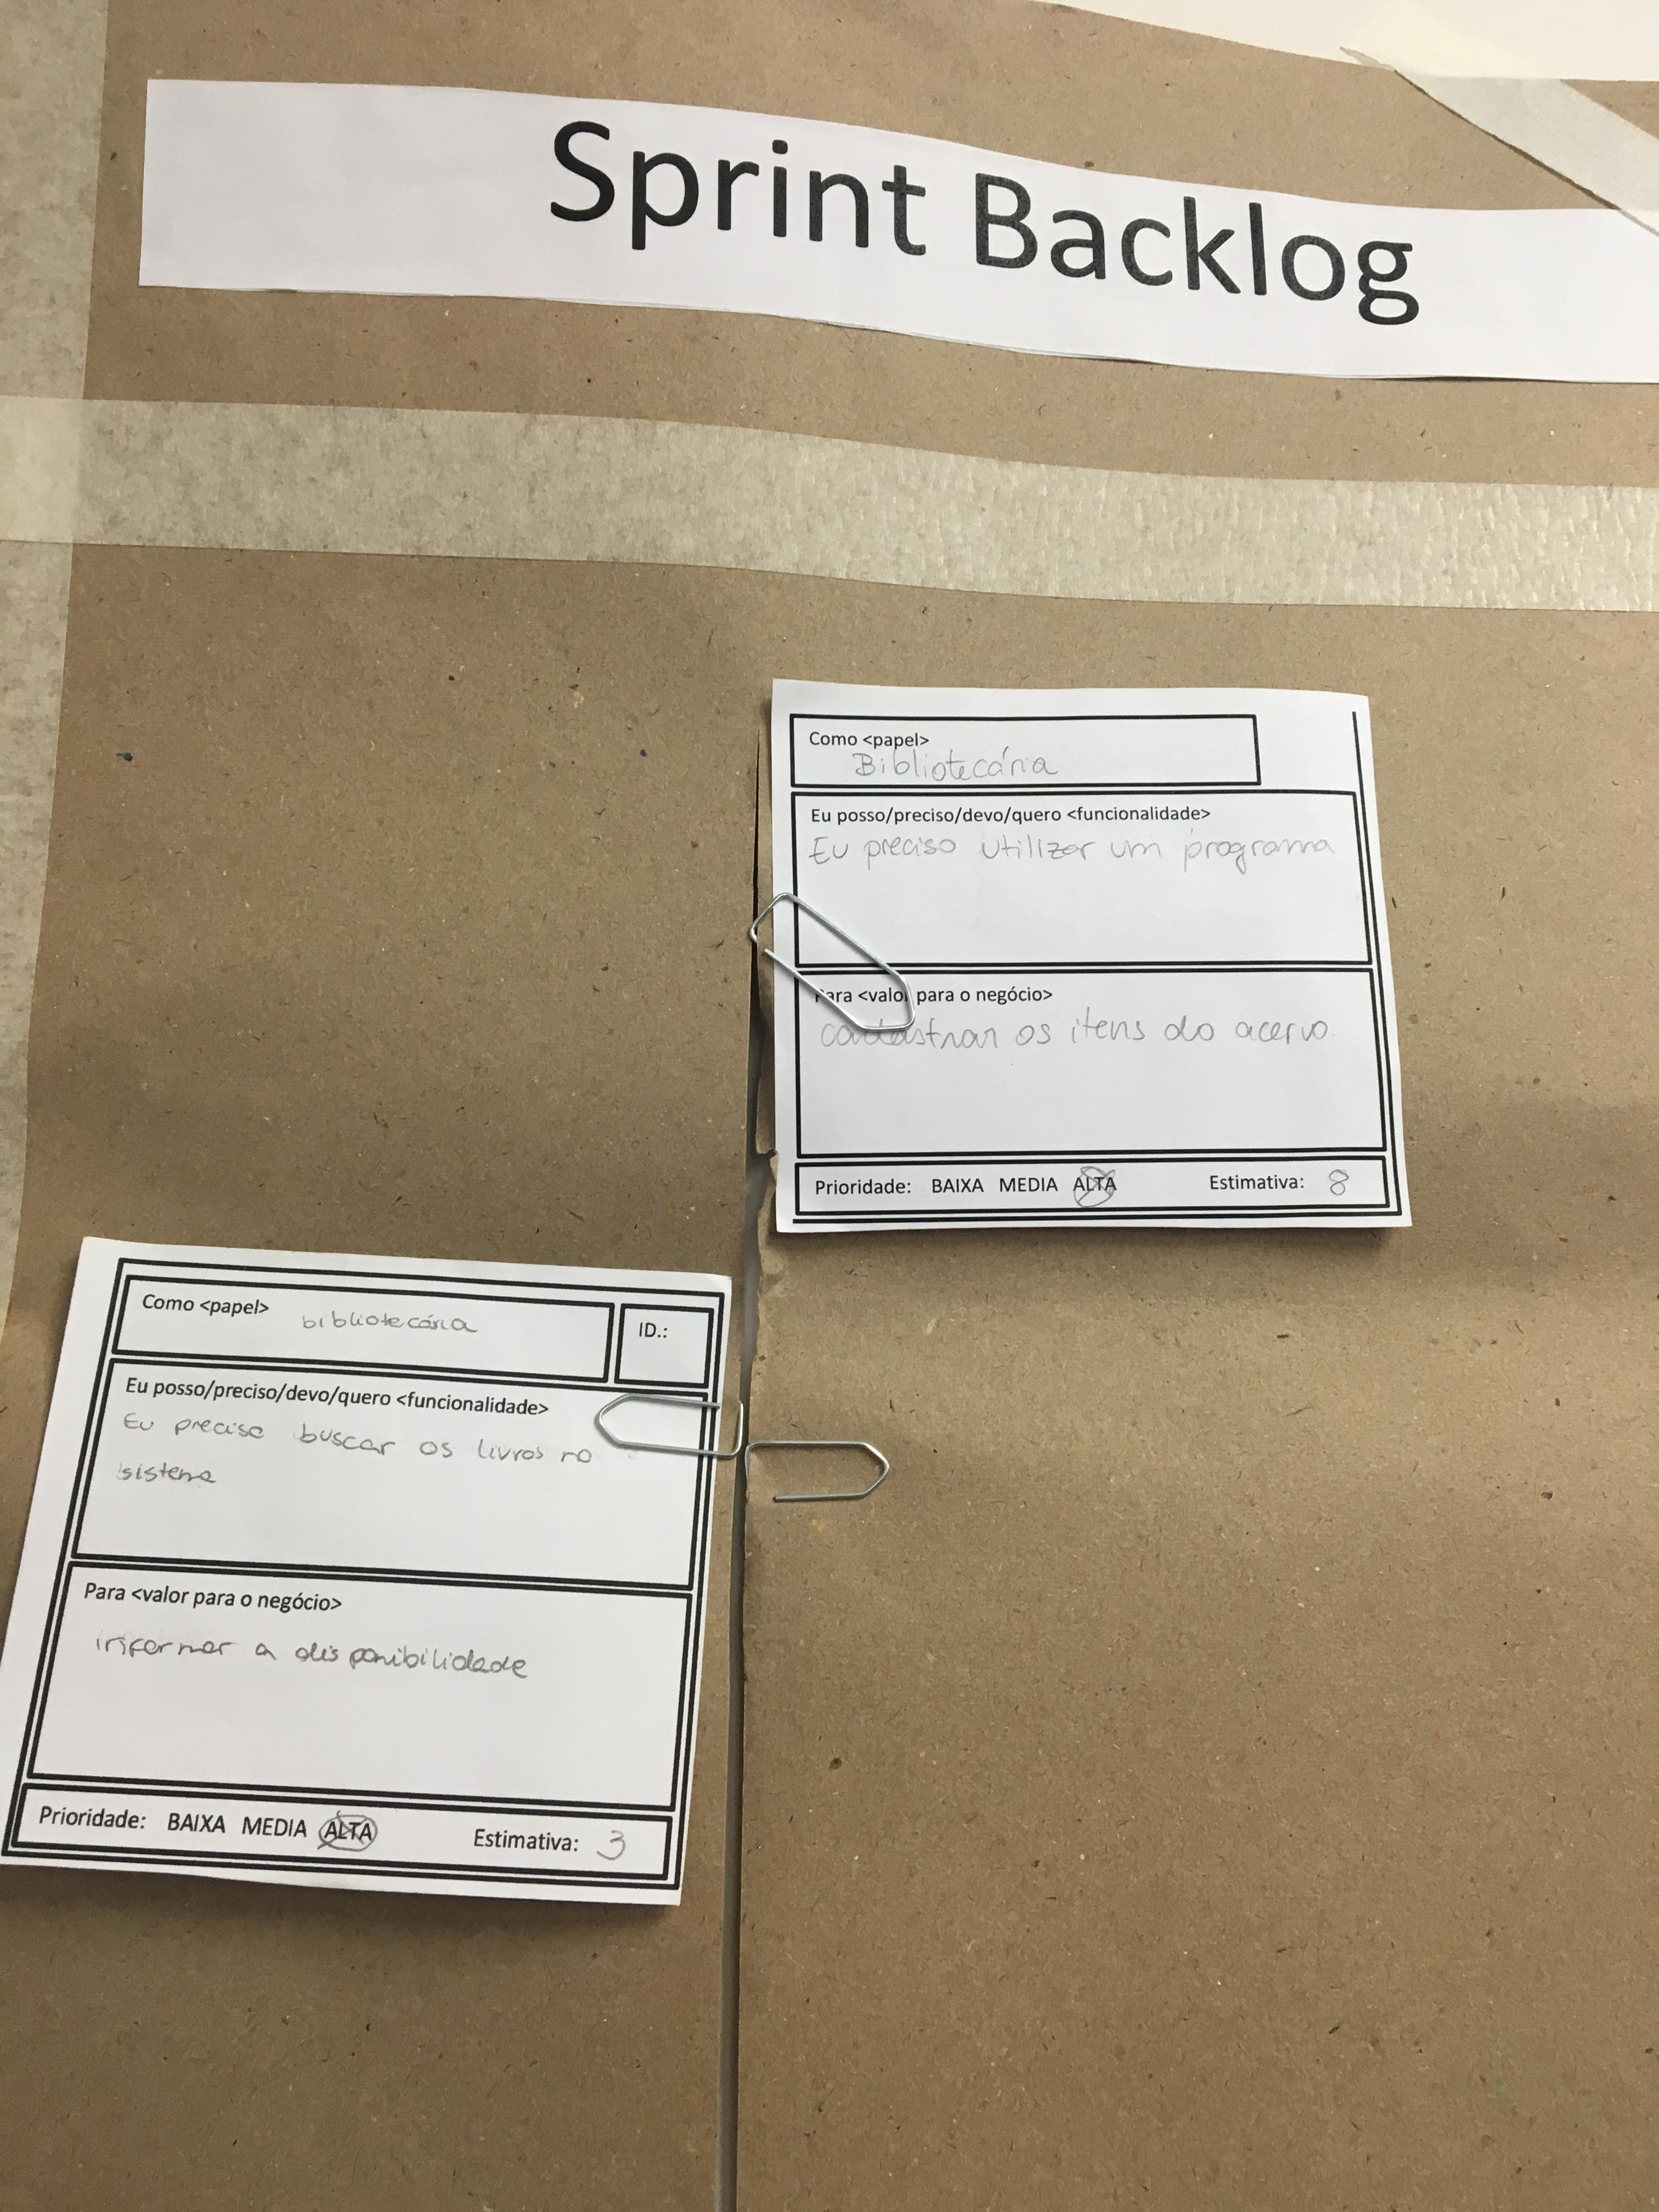 Sprint Backlog
Como <papel>
Bibliotecária
Eu posso/preciso/devo/quero <funcionalidade>
Eu preciso utilizar um programa
Para <valor para o negócio>
cadastrar os itens do acervo.
Prioridade: BAIXA MEDIA ALTA Estimativa: 8
Como <papel> bibliotecária
ID.:
Eu posso/preciso/devo/quero <funcionalidade>
Eu preciso buscar os livros no
sistema
Para <valor para o negócio>
informar a disponibilidade
Prioridade: BAIXA MEDIA ALTA Estimativa: 3